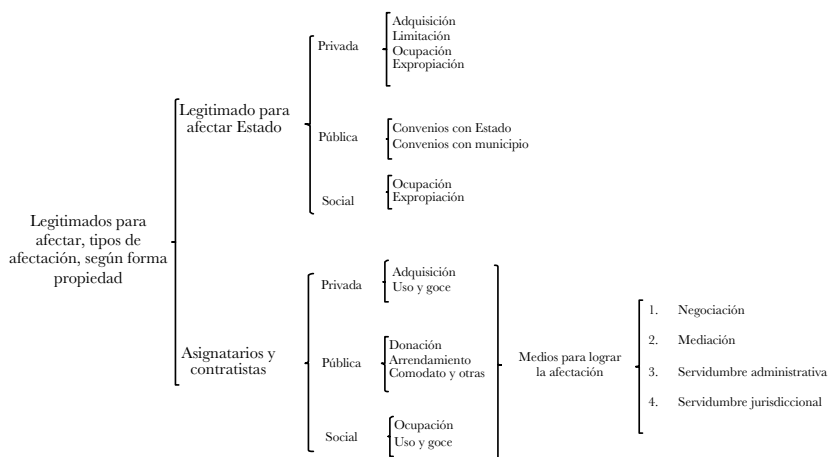 Legitimados para
afectar, tipos de
afectación, según forma
propiedad
Legitimado para
afectar Estado
Privada
Adquisición
Limitación
Ocupación
Expropiación
Pública
Convenios con Estado
Convenios con municipio
Social
Ocupación
Expropiación
Asignatarios y
contratistas
Privada
Adquisición
Uso y goce
Pública
Donación
Arrendamiento
Comodato y otras
Social
Ocupación
Uso y goce
Medios para lograr
la afectación
1. Negociación
2. Mediación
3. Servidumbre administrativa
4. Servidumbre jurisdiccional